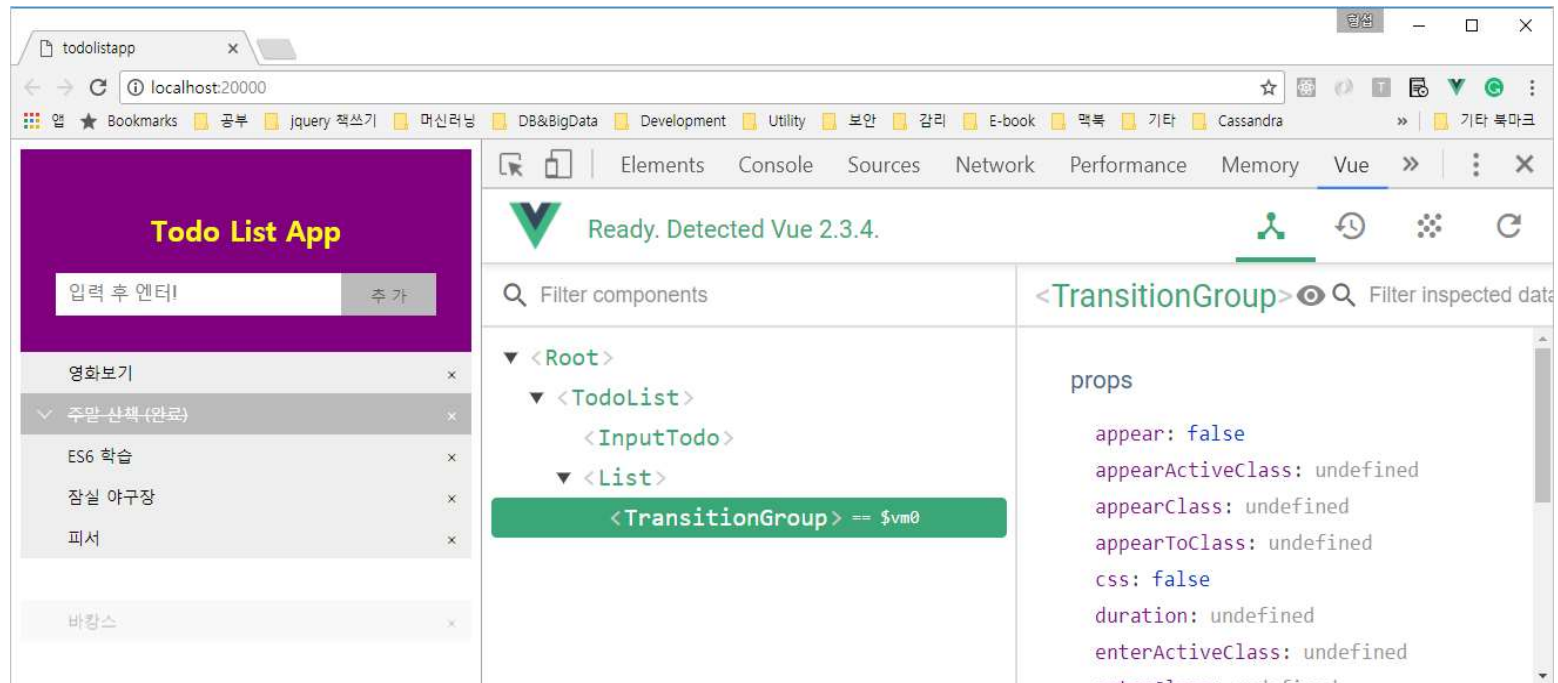 형섭
todolistapp
localhost:20000
앱 Bookmarks 공부 jquery 책쓰기 머신러닝 DB&BigData Development Utility 보안 감리 E-book 맥북 기타 Cassandra » 기타 북마크
Elements Console Sources Network Performance Memory Vue »
Todo List App
입력 후 엔터!
추 가
영화보기 ×
주말 산책 (완료) ×
ES6 학습 ×
잠실 야구장 ×
피서 ×
바캉스 ×
Ready. Detected Vue 2.3.4.
Filter components
<Root>
<TodoList>
<InputTodo>
<List>
<TransitionGroup> == $vm0
<TransitionGroup> Filter inspected data
props
appear: false
appearActiveClass: undefined
appearClass: undefined
appearToClass: undefined
css: false
duration: undefined
enterActiveClass: undefined